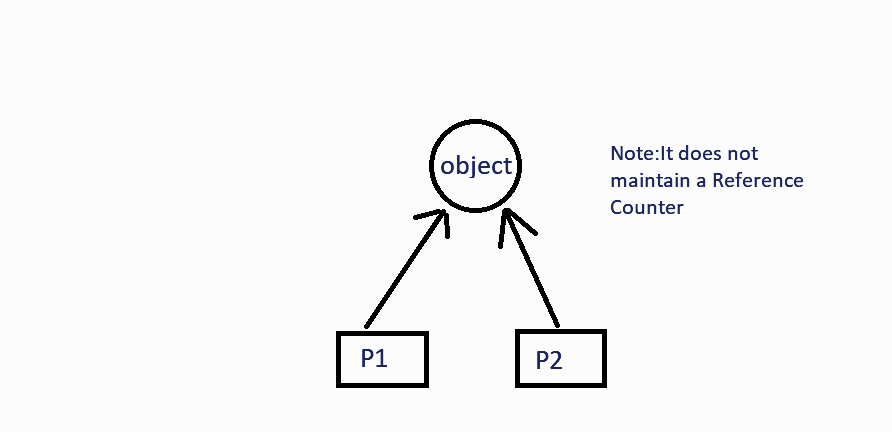 object
Note:It does not
maintain a Reference
Counter
P1
P2